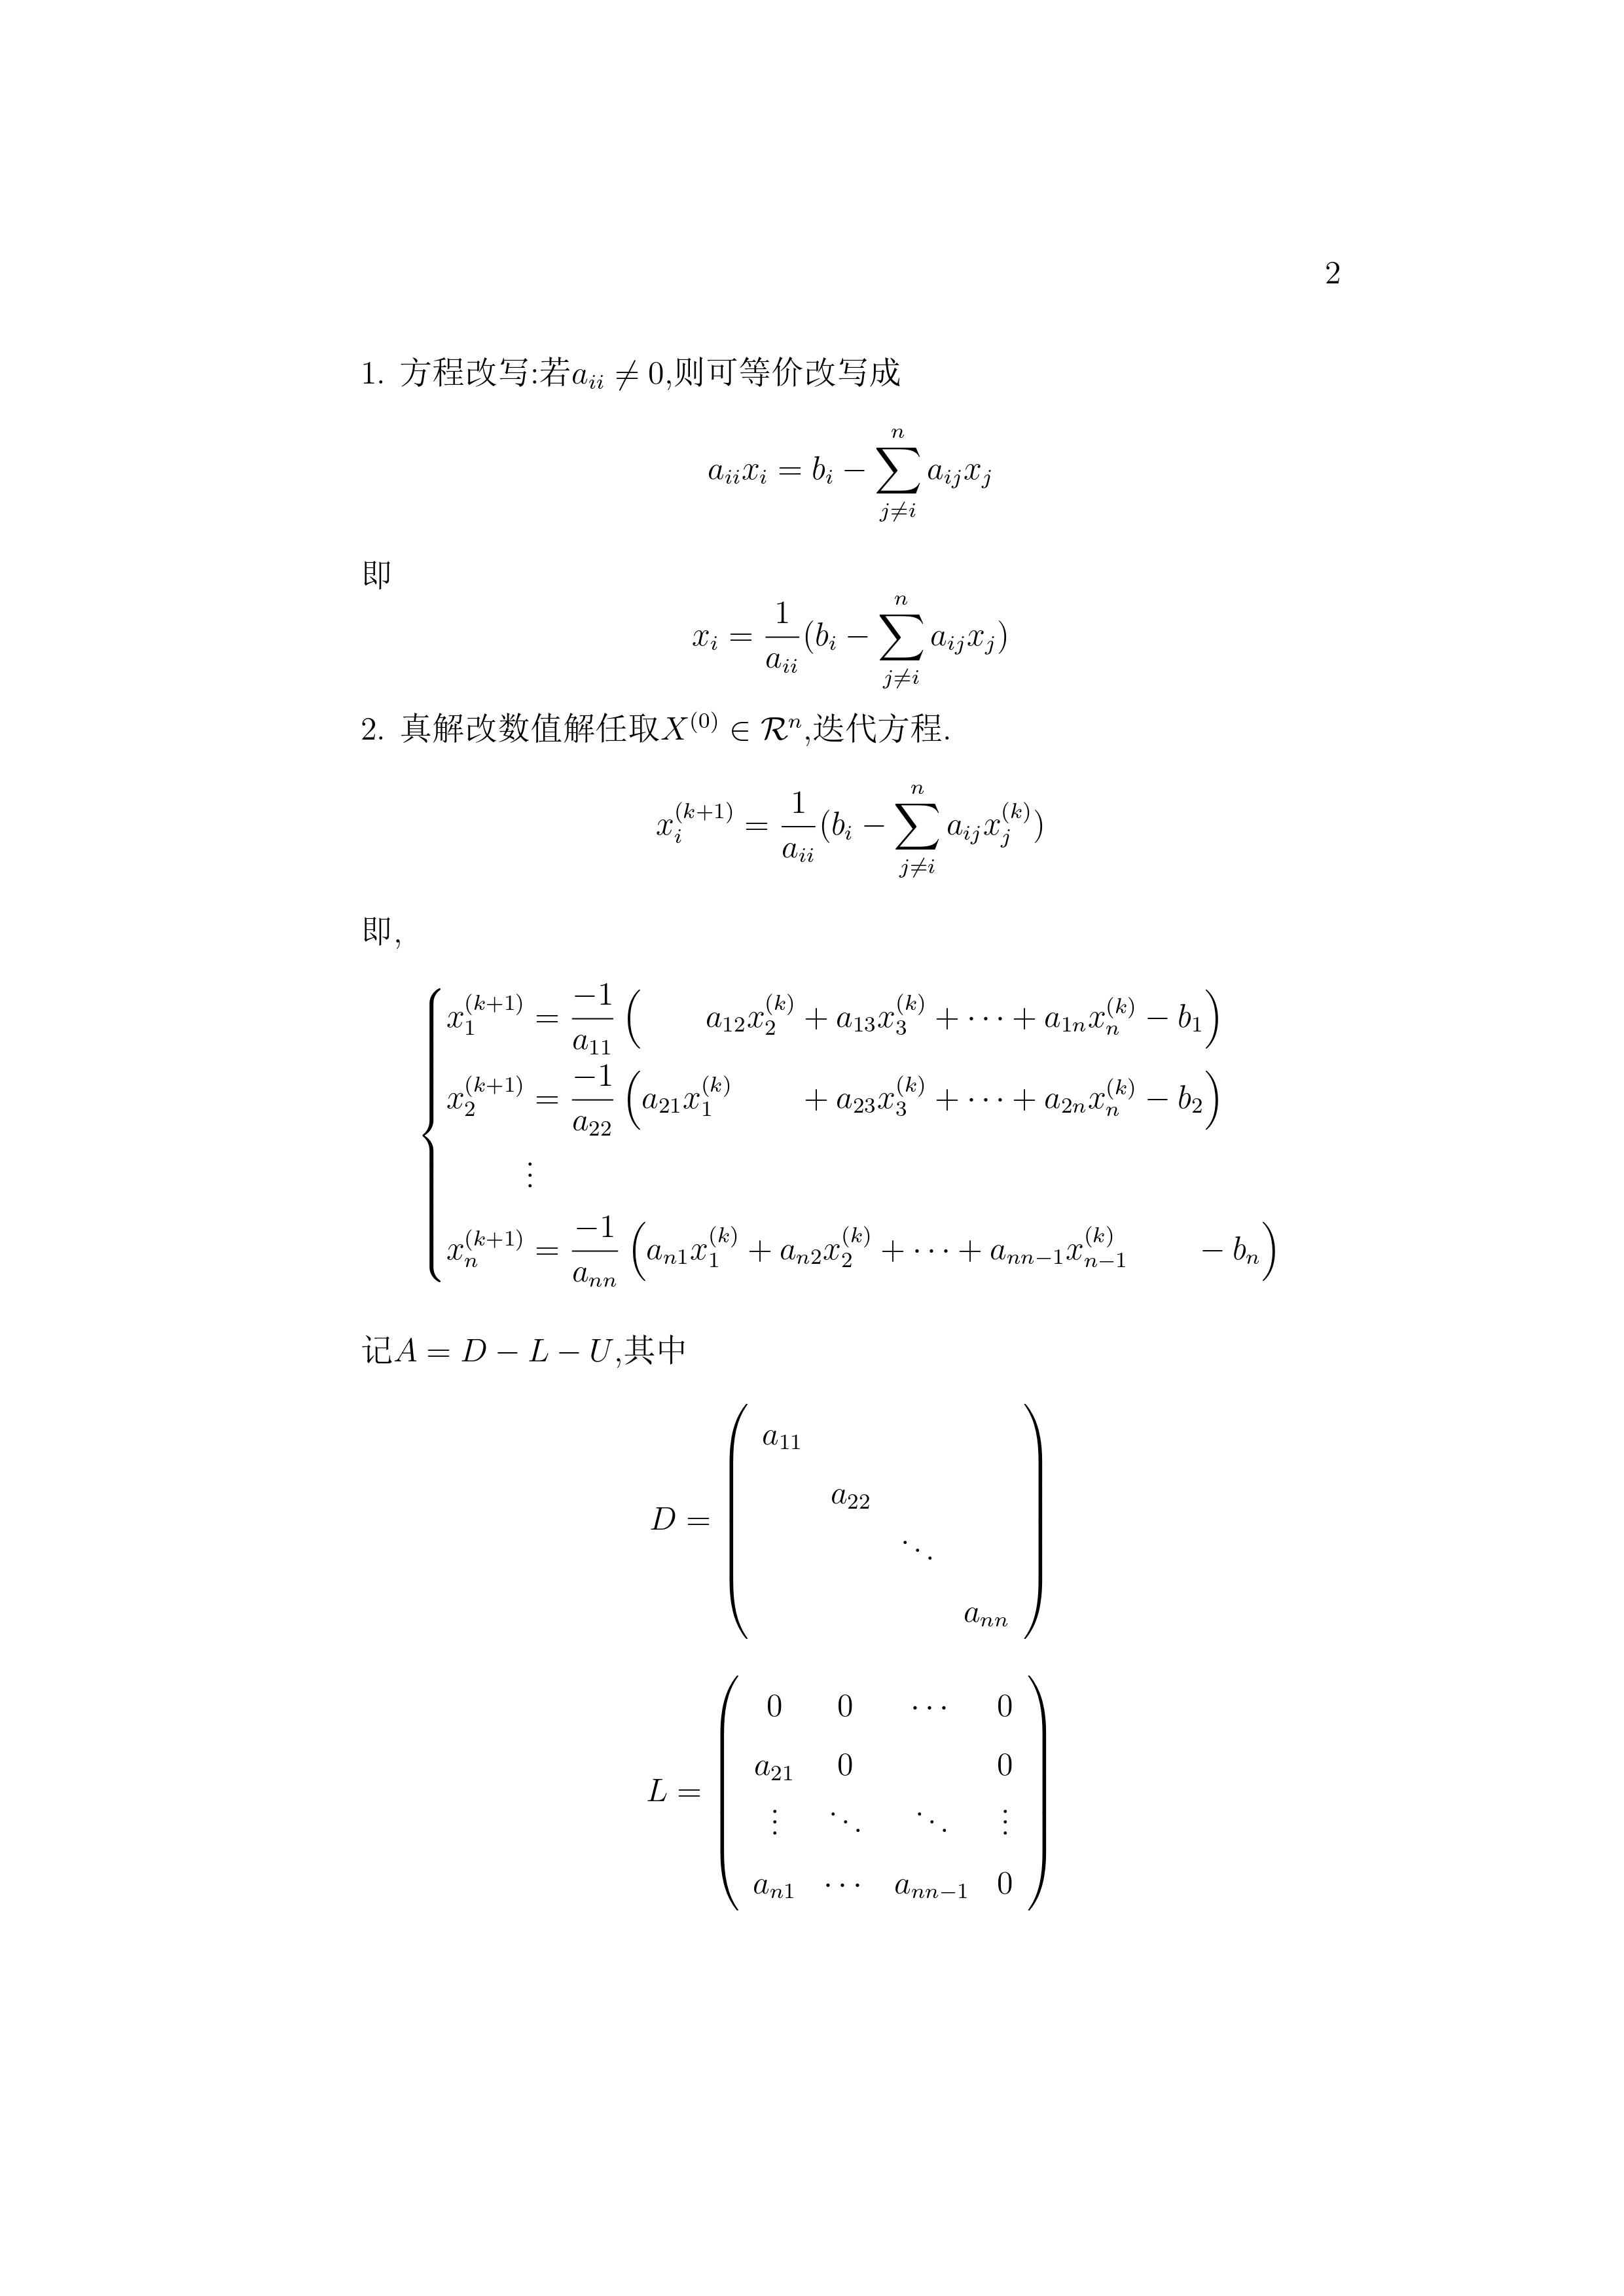 2
1. 方程改写:若$a_{ii} \neq 0$,则可等价改写成
$$a_{ii}x_i = b_i - \sum_{j \neq i}^{n} a_{ij}x_j$$
即
$$x_i = \frac{1}{a_{ii}}(b_i - \sum_{j \neq i}^{n} a_{ij}x_j)$$
2. 真解改数值解任取$X^{(0)} \in \mathcal{R}^n$,迭代方程.
$$x_i^{(k+1)} = \frac{1}{a_{ii}}(b_i - \sum_{j \neq i}^{n} a_{ij}x_j^{(k)})$$
即,
$$\begin{cases} x_1^{(k+1)} = \frac{-1}{a_{11}} \left( \qquad a_{12}x_2^{(k)} + a_{13}x_3^{(k)} + \cdots + a_{1n}x_n^{(k)} - b_1 \right) \\
x_2^{(k+1)} = \frac{-1}{a_{22}} \left( a_{21}x_1^{(k)} \qquad + a_{23}x_3^{(k)} + \cdots + a_{2n}x_n^{(k)} - b_2 \right) \\
\qquad \vdots \\
x_n^{(k+1)} = \frac{-1}{a_{nn}} \left( a_{n1}x_1^{(k)} + a_{n2}x_2^{(k)} + \cdots + a_{nn-1}x_{n-1}^{(k)} \qquad - b_n \right) \end{cases}$$
记$A = D - L - U$,其中
$$D = \begin{pmatrix} a_{11} & & & \\
& a_{22} & & \\
& & \ddots & \\
& & & a_{nn} \end{pmatrix}$$
$$L = \begin{pmatrix} 0 & 0 & \cdots & 0 \\
a_{21} & 0 & & 0 \\
\vdots & \ddots & \ddots & \vdots \\
a_{n1} & \cdots & a_{nn-1} & 0 \end{pmatrix}$$